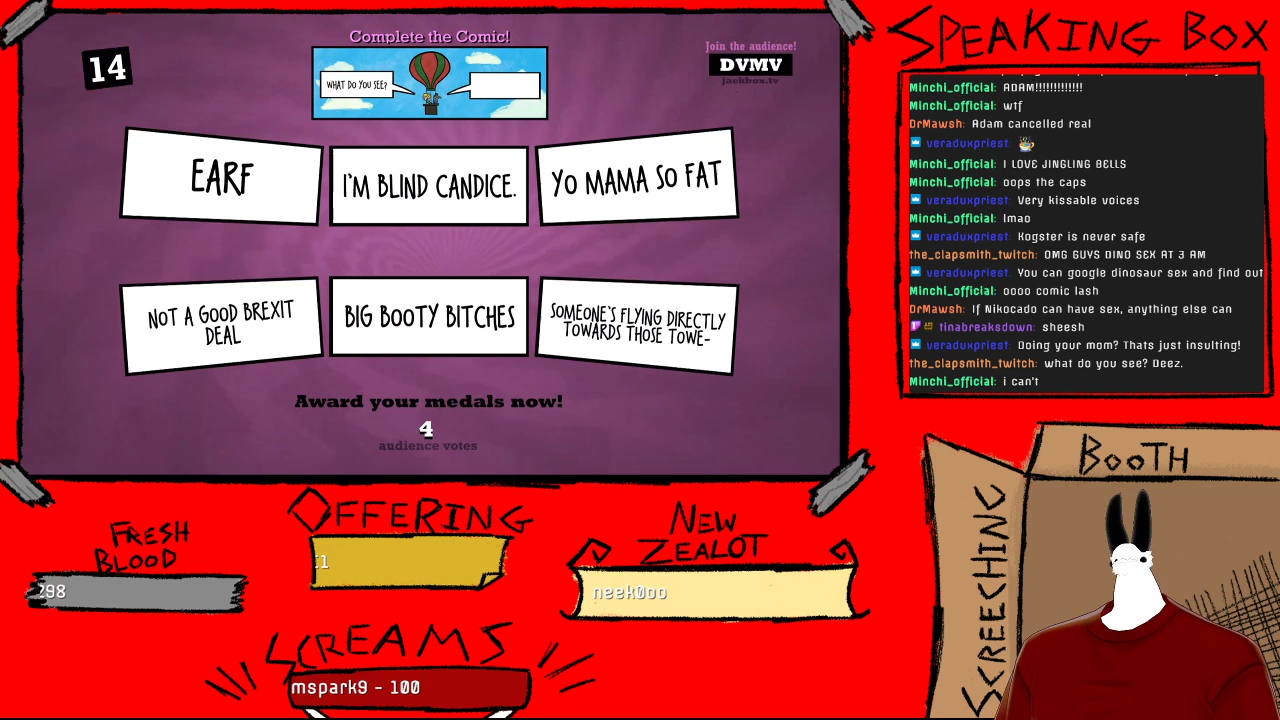 14
Complete the Comic!
WHAT DO YOU SEE?
Join the audience!
DVMV
jackbox.tv
EARF
I'M BLIND CANDICE.
YO MAMA SO FAT
NOT A GOOD BREXIT
DEAL
BIG BOOTY BITCHES
SOMEONE'S FLYING DIRECTLY
TOWARDS THOSE TOWE-
Award your medals now!
4
audience votes
SPEAKING BOX
Minchi_official: ADAM!!!!!!!!!!!!!
Minchi_official: wtf
DrMawsh: Adam cancelled real
veraduxpriest:
Minchi_official: I LOVE JINGLING BELLS
Minchi_official: oops the caps
veraduxpriest: Very kissable voices
Minchi_official: lmao
veraduxpriest: Kogster is never safe
the_clapsmith_twitch: OMG GUYS DINO SEX AT 3 AM
veraduxpriest: You can google dinosaur sex and find out
Minchi_official: oooo comic lash
DrMawsh: If Nikocado can have sex, anything else can
tinabreaksdown: sheesh
veraduxpriest: Doing your mom? Thats just insulting!
the_clapsmith_twitch: what do you see? Deez.
Minchi_official: i can't
FRESH
BLOOD
298
OFFERING
£1
NEW
ZEALOT
neek0oo
SCREAMS
mspark9 - 100
SCREECHING
BOOTH